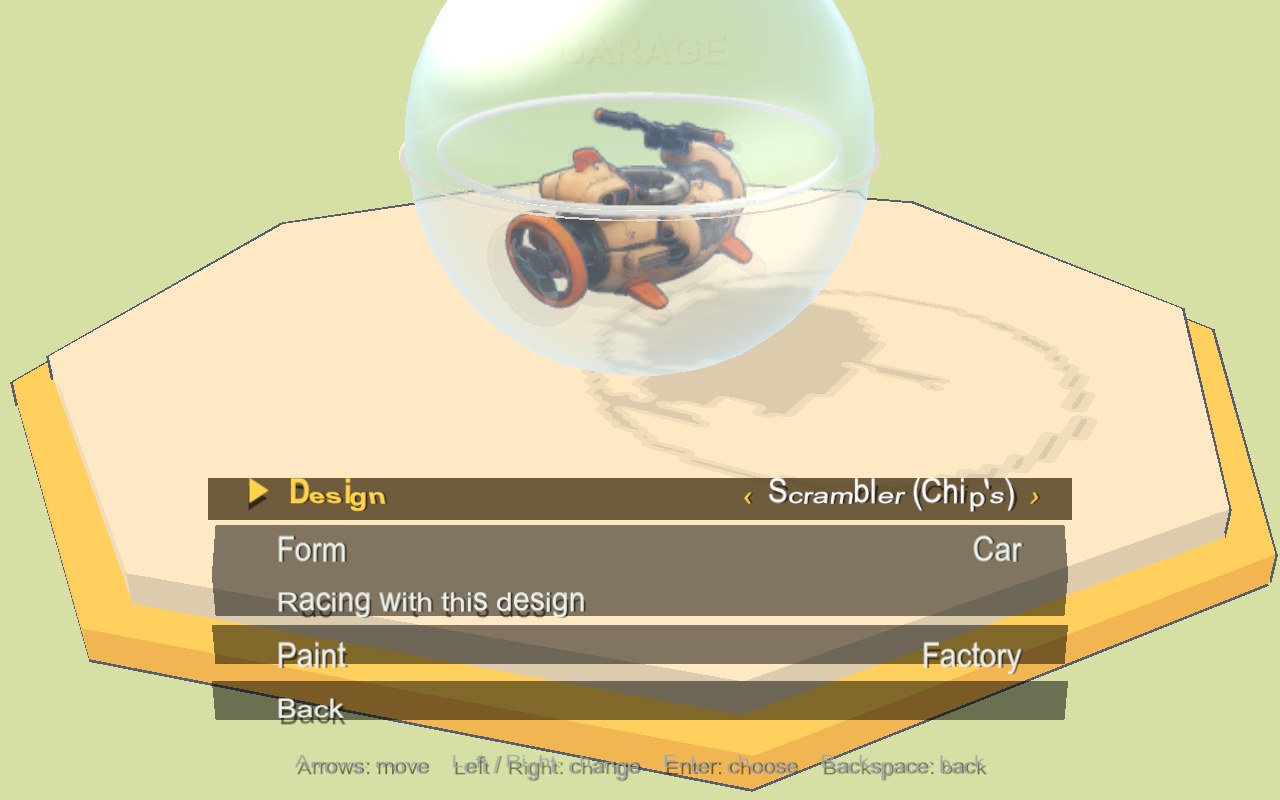 GARAGE
Design ‹ Scrambler (Chip's) ›
Form Car
Racing with this design
Paint Factory
Back
Arrows: move Left / Right: change Enter: choose Backspace: back